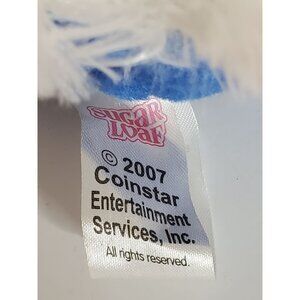 SUGAR
LOAF
© 2007
Coinstar
Entertainment
Services, Inc.
All rights reserved.